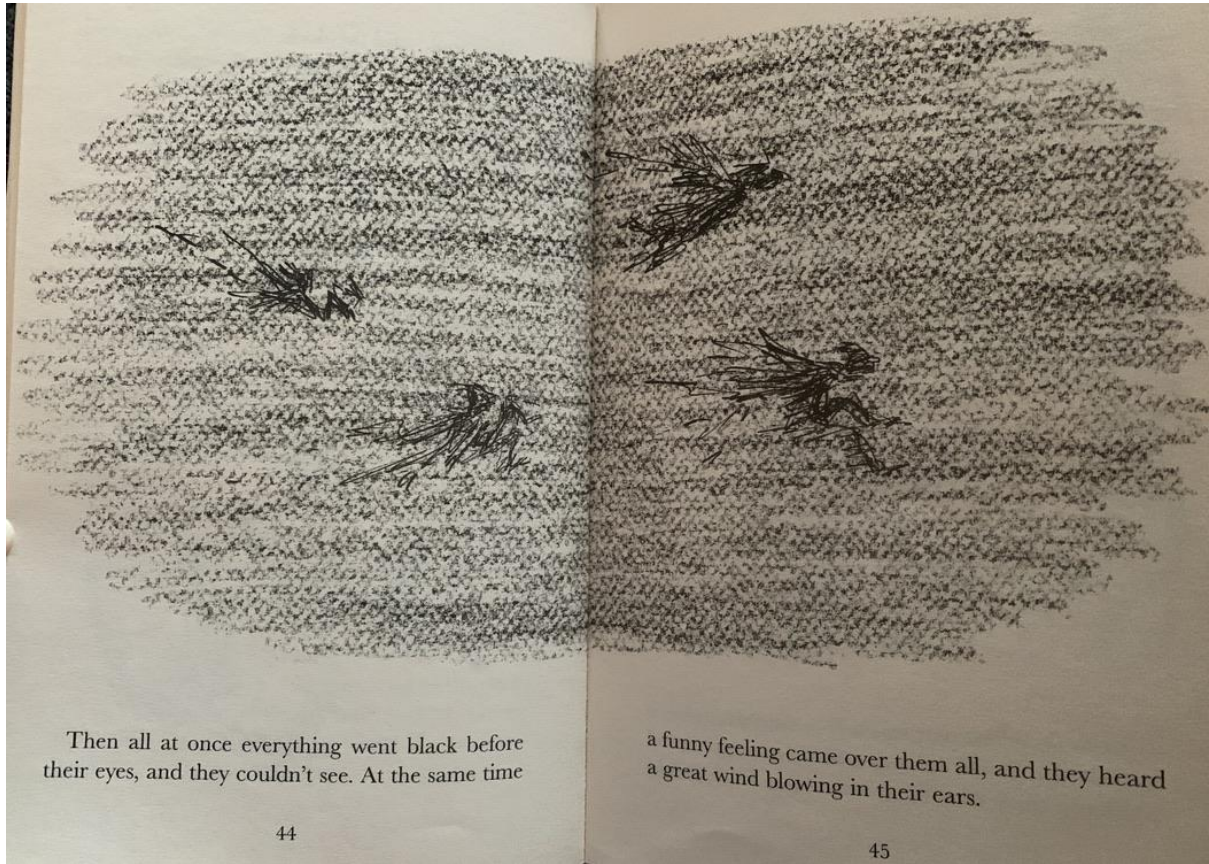 Then all at once everything went black before
their eyes, and they couldn't see. At the same time
44
a funny feeling came over them all, and they heard
a great wind blowing in their ears.
45